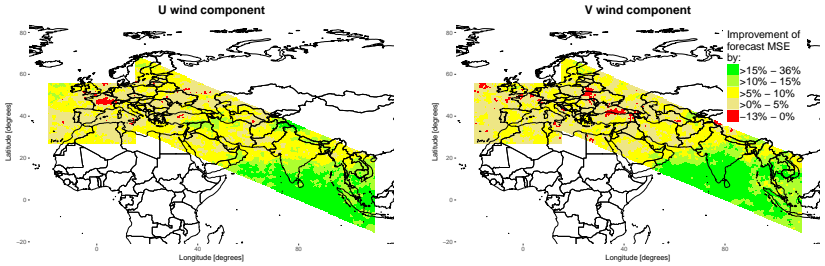 U wind component
80
60
40
20
0
−20
Latitude [degrees]
0
40
80
Longitude [degrees]
V wind component
80
60
40
20
0
−20
Latitude [degrees]
0
40
80
Longitude [degrees]
Improvement of
forecast MSE
by:
>15% − 36%
>10% − 15%
>5% − 10%
>0% − 5%
−13% − 0%